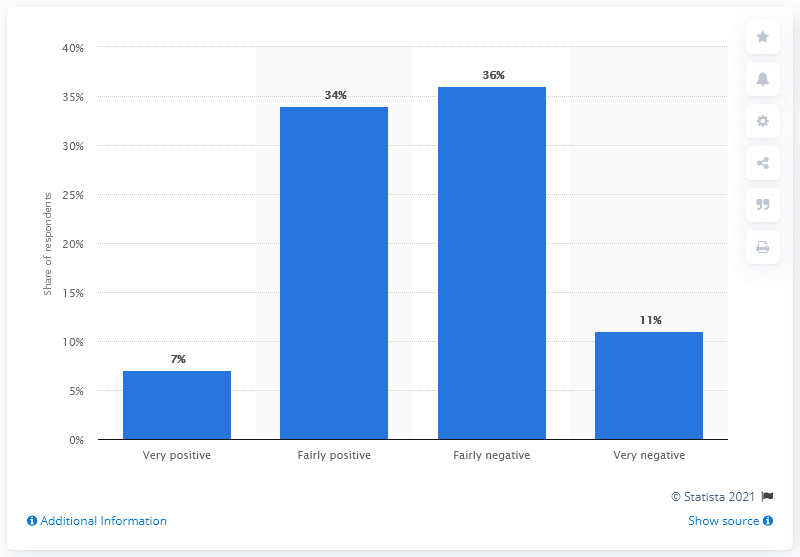 40%
35%
30%
25%
20%
15%
10%
5%
0%
Share of respondents
7%
34%
36%
11%
Very positive
Fairly positive
Fairly negative
Very negative
© Statista 2021
Additional Information
Show source